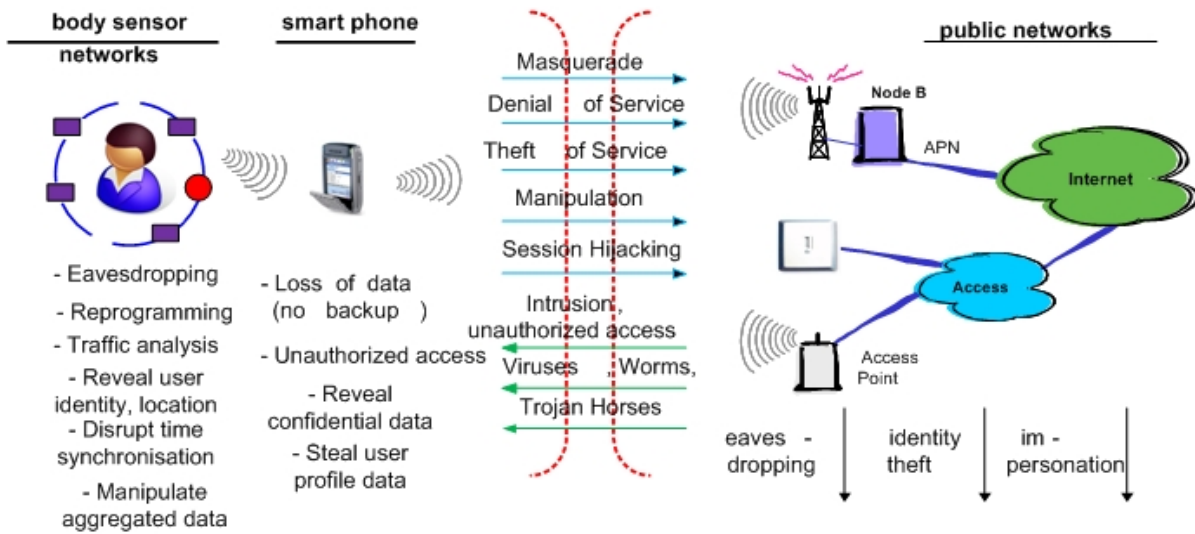 body sensor
networks
- Eavesdropping
- Reprogramming
- Traffic analysis
- Reveal user
identity, location
- Disrupt time
synchronisation
- Manipulate
aggregated data
smart phone
- Loss of data
(no backup )
- Unauthorized access
- Reveal
confidential data
- Steal user
profile data
Masquerade
Denial of Service
Theft of Service
Manipulation
Session Hijacking
Intrusion,
unauthorized access
Viruses , Worms,
Trojan Horses
public networks
Node B
APN
Internet
Access
Access
Point
eaves -
dropping
identity
theft
im -
personation